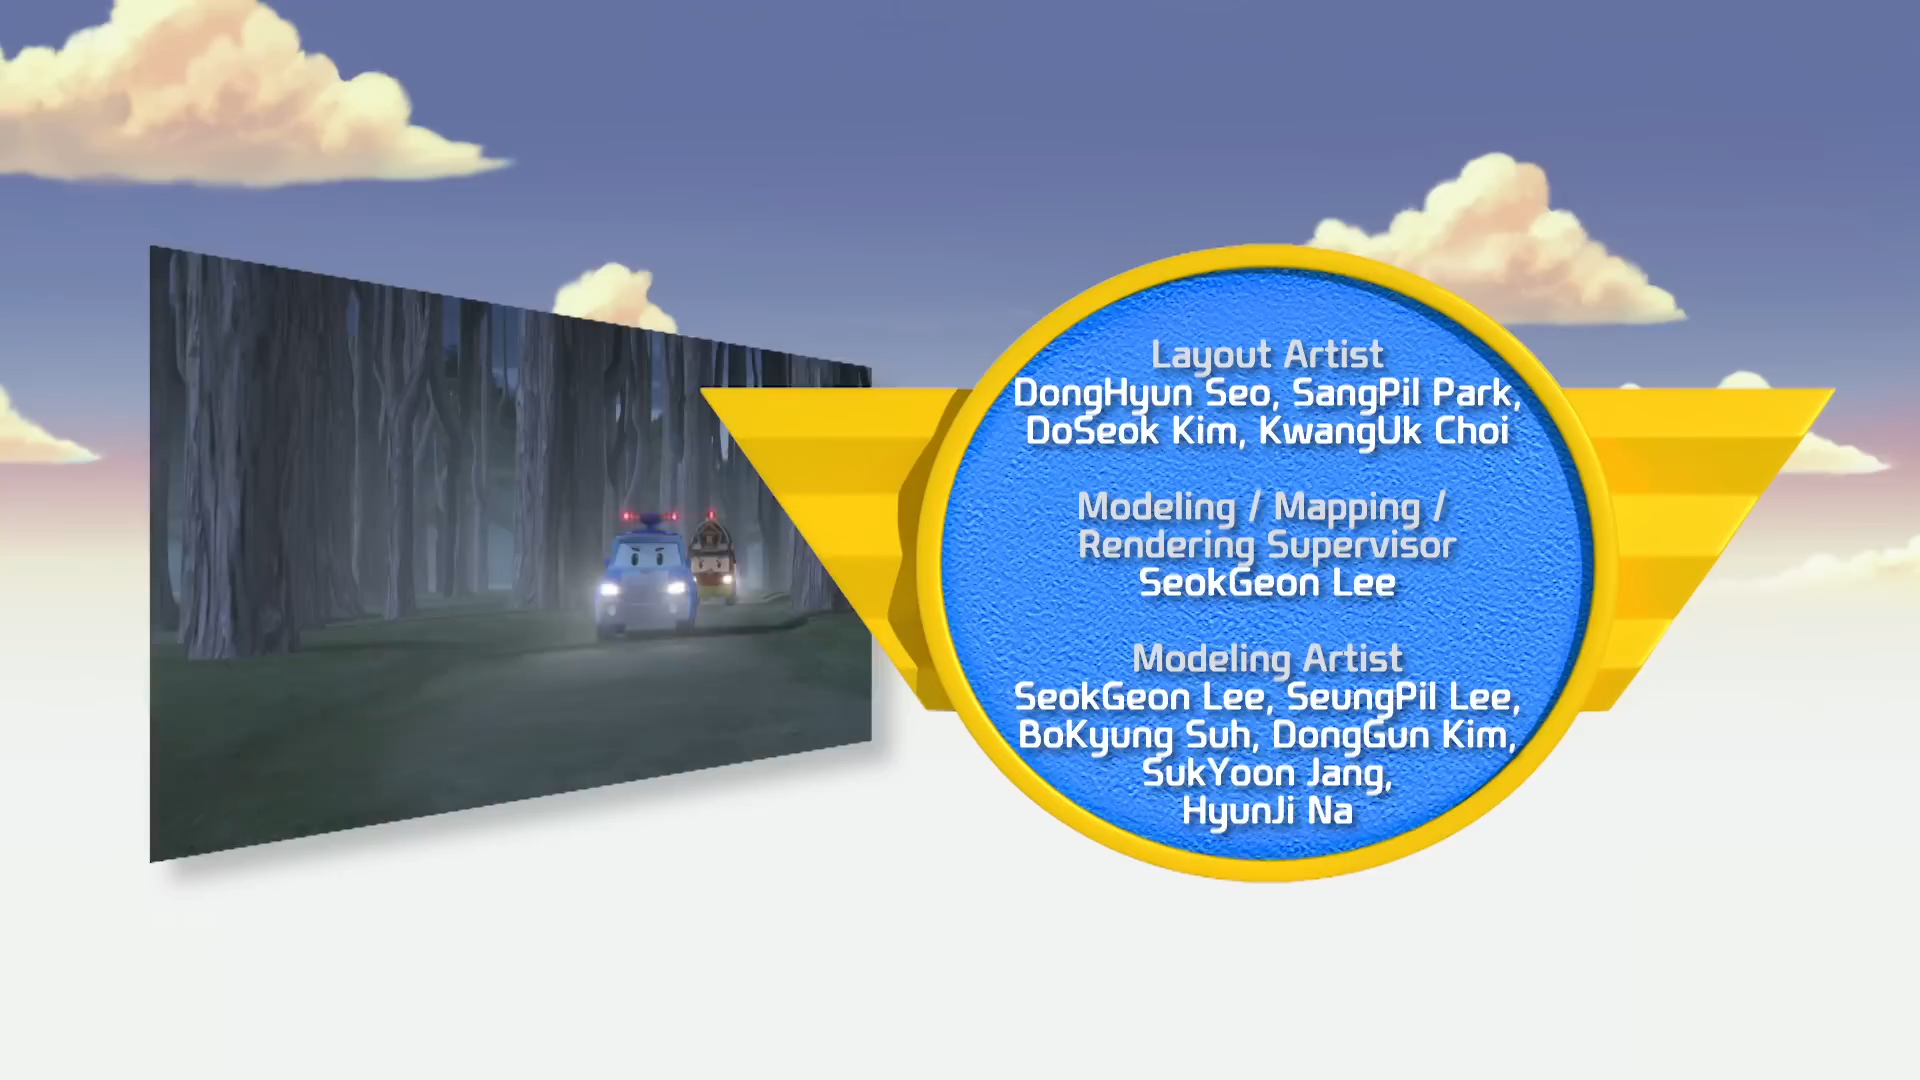 Layout Artist
DongHyun Seo, SangPil Park,
DoSeok Kim, KwangUk Choi
Modeling / Mapping /
Rendering Supervisor
SeokGeon Lee
Modeling Artist
SeokGeon Lee, SeungPil Lee,
BoKyung Suh, DongGun Kim,
SukYoon Jang,
HyunJi Na